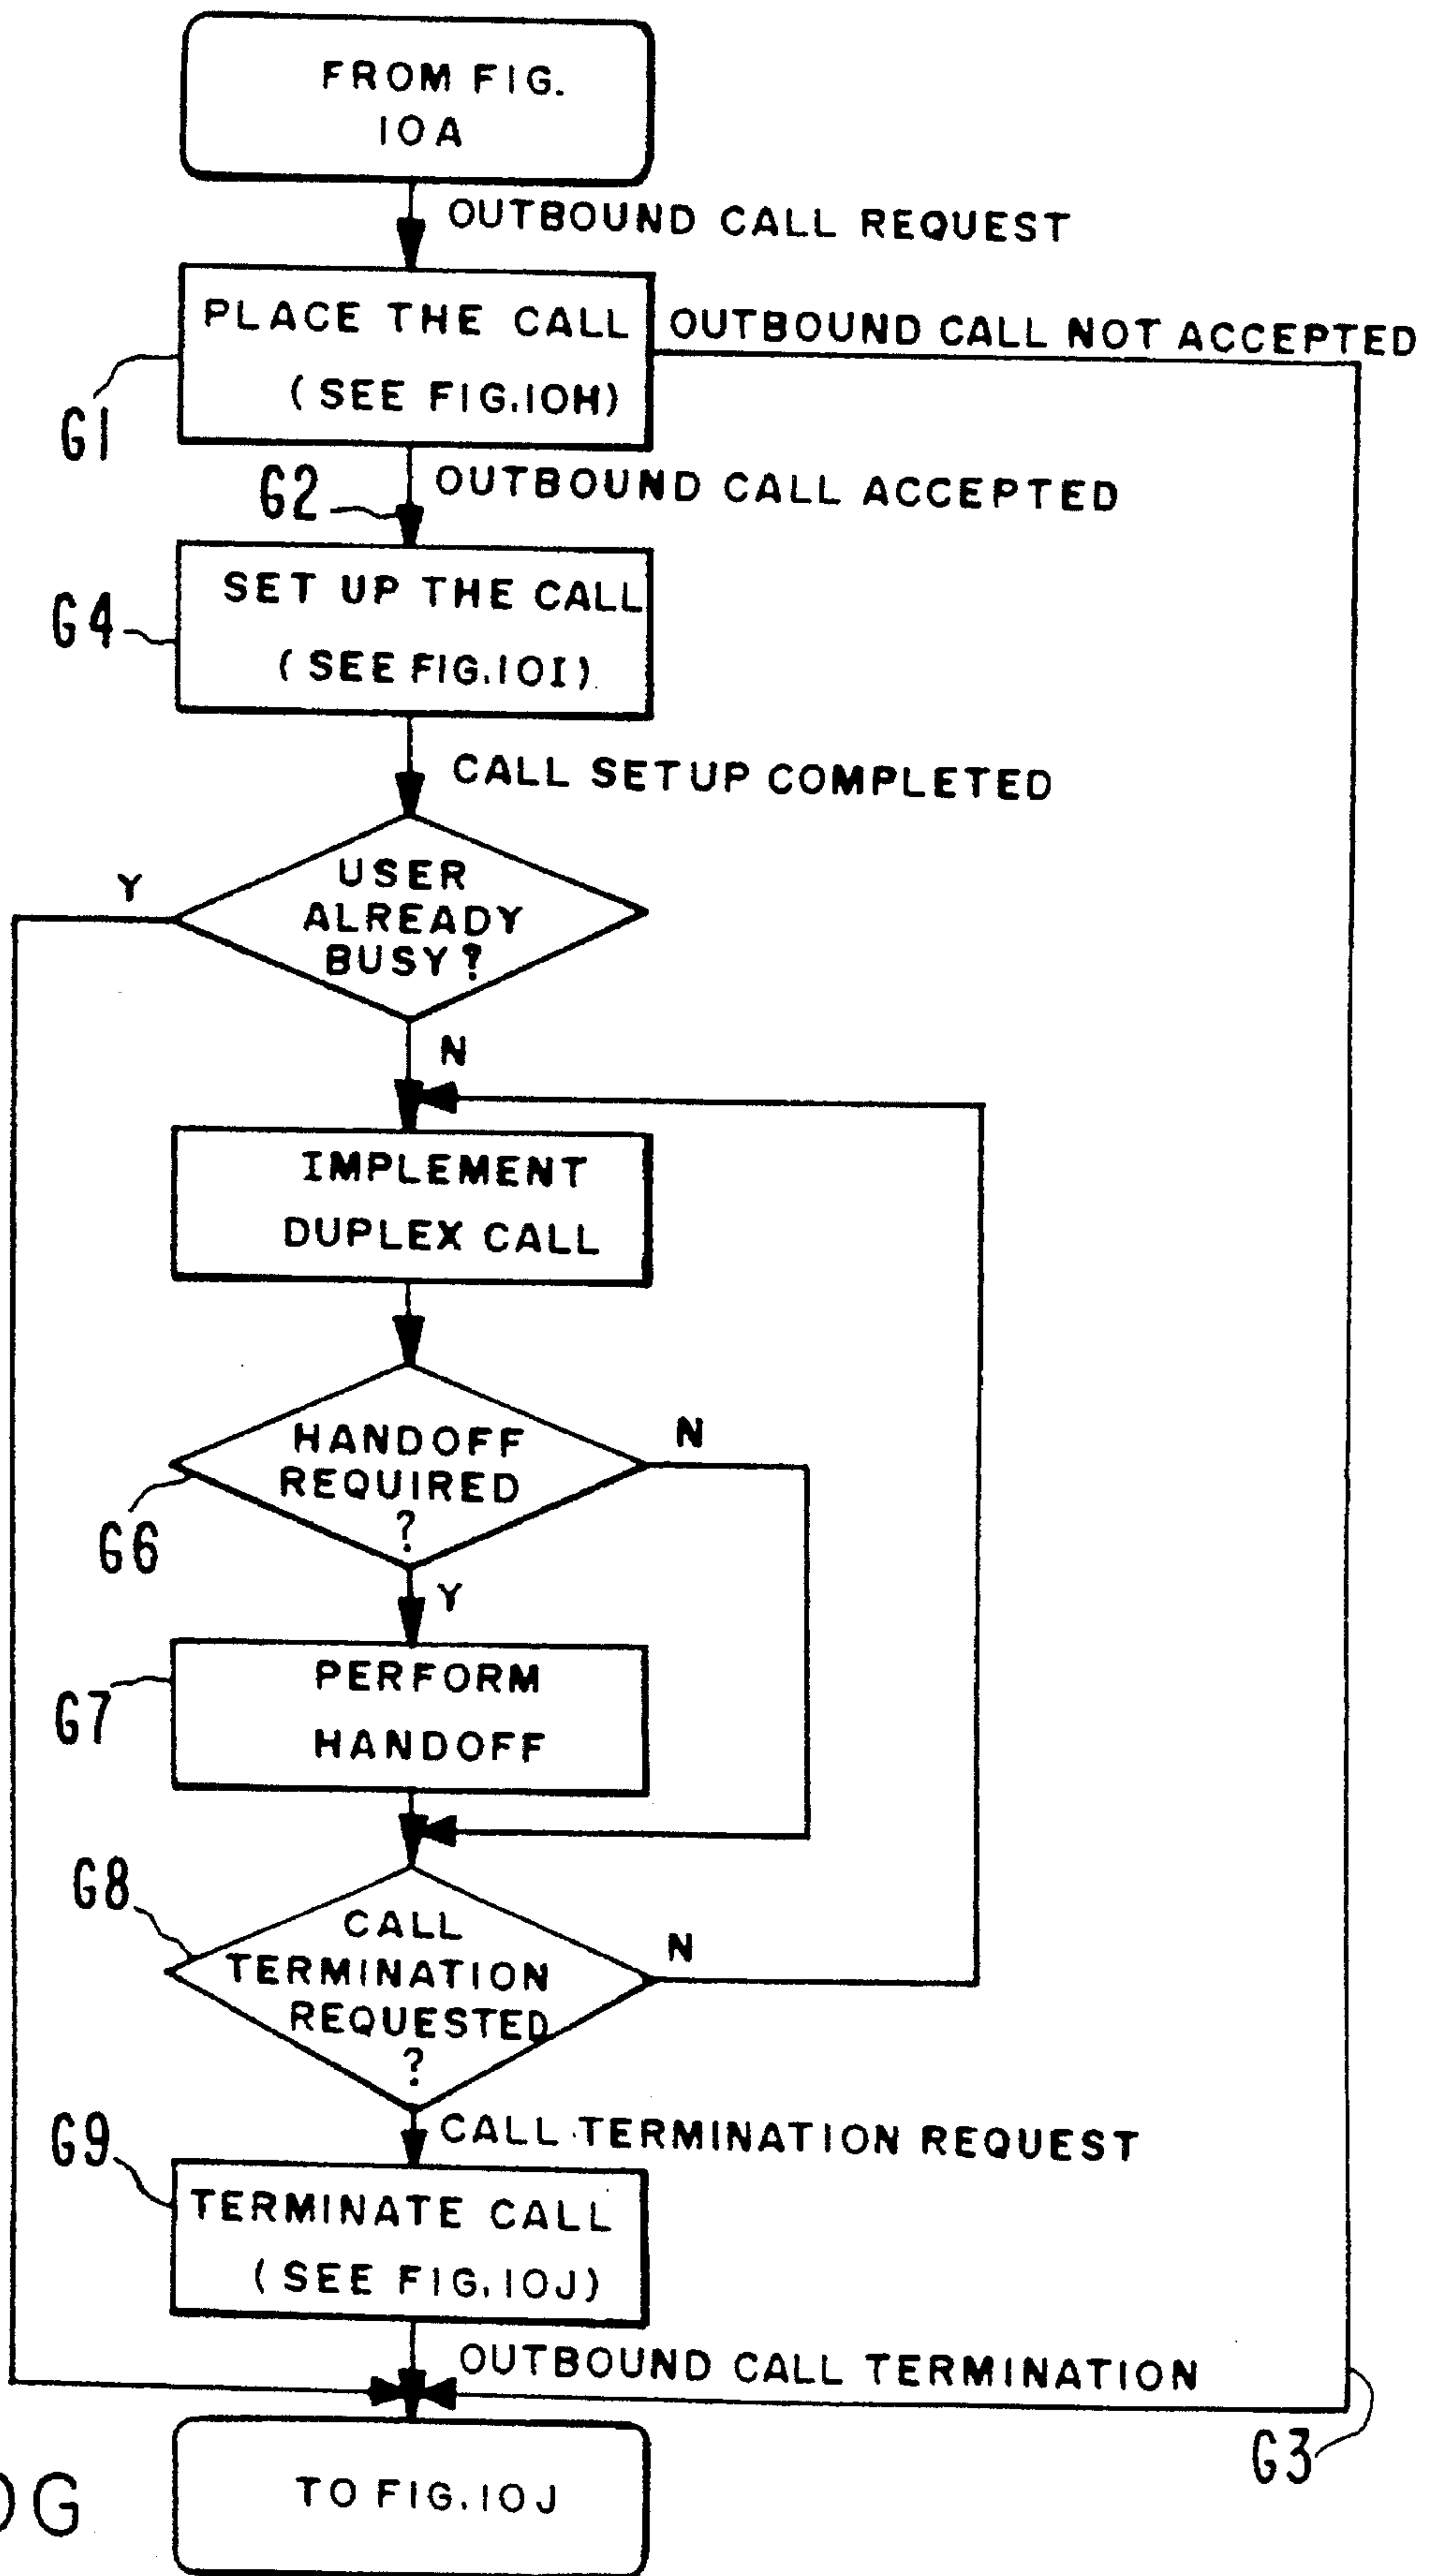 FROM FIG.
10A
OUTBOUND CALL REQUEST
PLACE THE CALL
(SEE FIG.10H)
OUTBOUND CALL NOT ACCEPTED
G1
G2
OUTBOUND CALL ACCEPTED
SET UP THE CALL
(SEE FIG.10I)
G4
CALL SETUP COMPLETED
USER
ALREADY
BUSY?
Y
N
IMPLEMENT
DUPLEX CALL
HANDOFF
REQUIRED
?
N
G6
Y
PERFORM
HANDOFF
G7
G8
CALL
TERMINATION
REQUESTED
?
N
CALL TERMINATION REQUEST
G9
TERMINATE CALL
(SEE FIG.10J)
OUTBOUND CALL TERMINATION
G3
TO FIG.10J
G